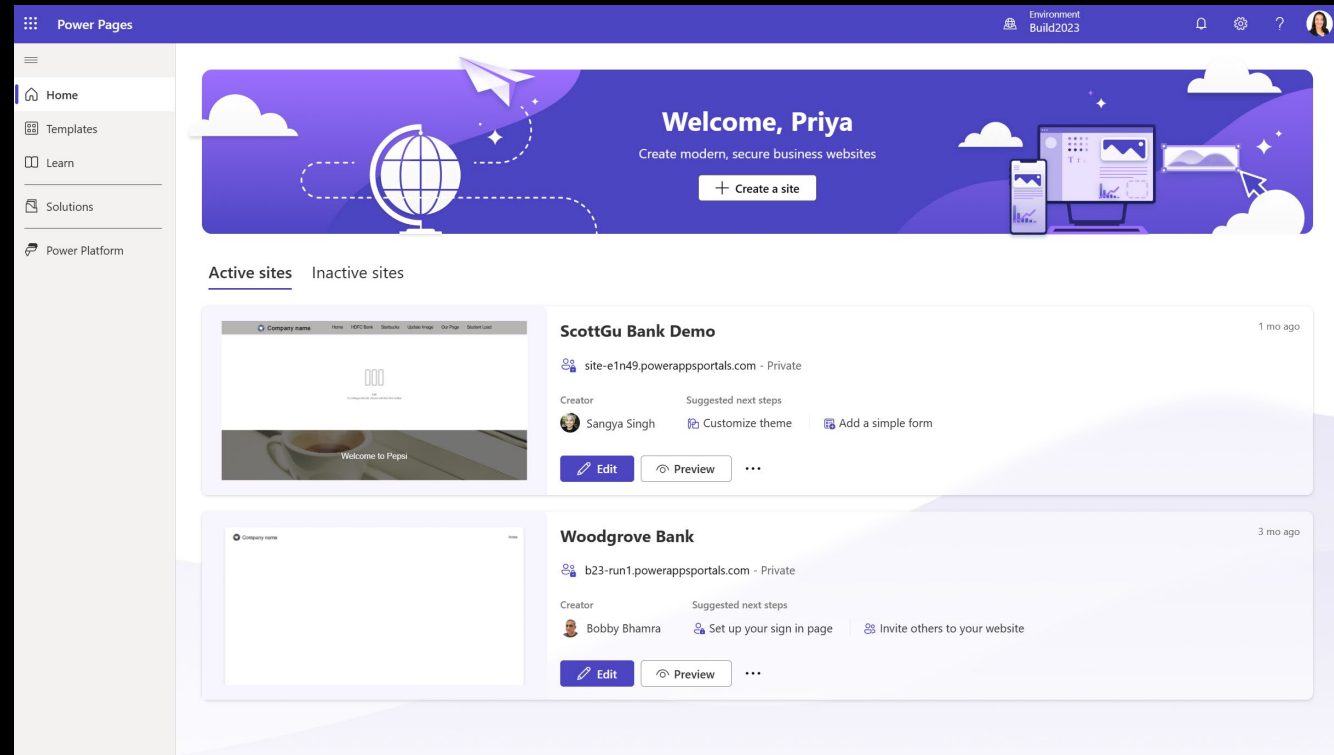 Power Pages
Environment
Build2023
?
Home
Templates
Learn
Solutions
Power Platform
Welcome, Priya
Create modern, secure business websites
+ Create a site
Active sites Inactive sites
Company name Home HDFC Bank Starbucks Update Image Our Page Student Load
Welcome to Pepsi
ScottGu Bank Demo
1 mo ago
site-e1n49.powerappsportals.com - Private
Creator Suggested next steps
Sangya Singh Customize theme Add a simple form
Edit Preview ...
Company name Home
Woodgrove Bank
3 mo ago
b23-run1.powerappsportals.com - Private
Creator Suggested next steps
Bobby Bhamra Set up your sign in page Invite others to your website
Edit Preview ...